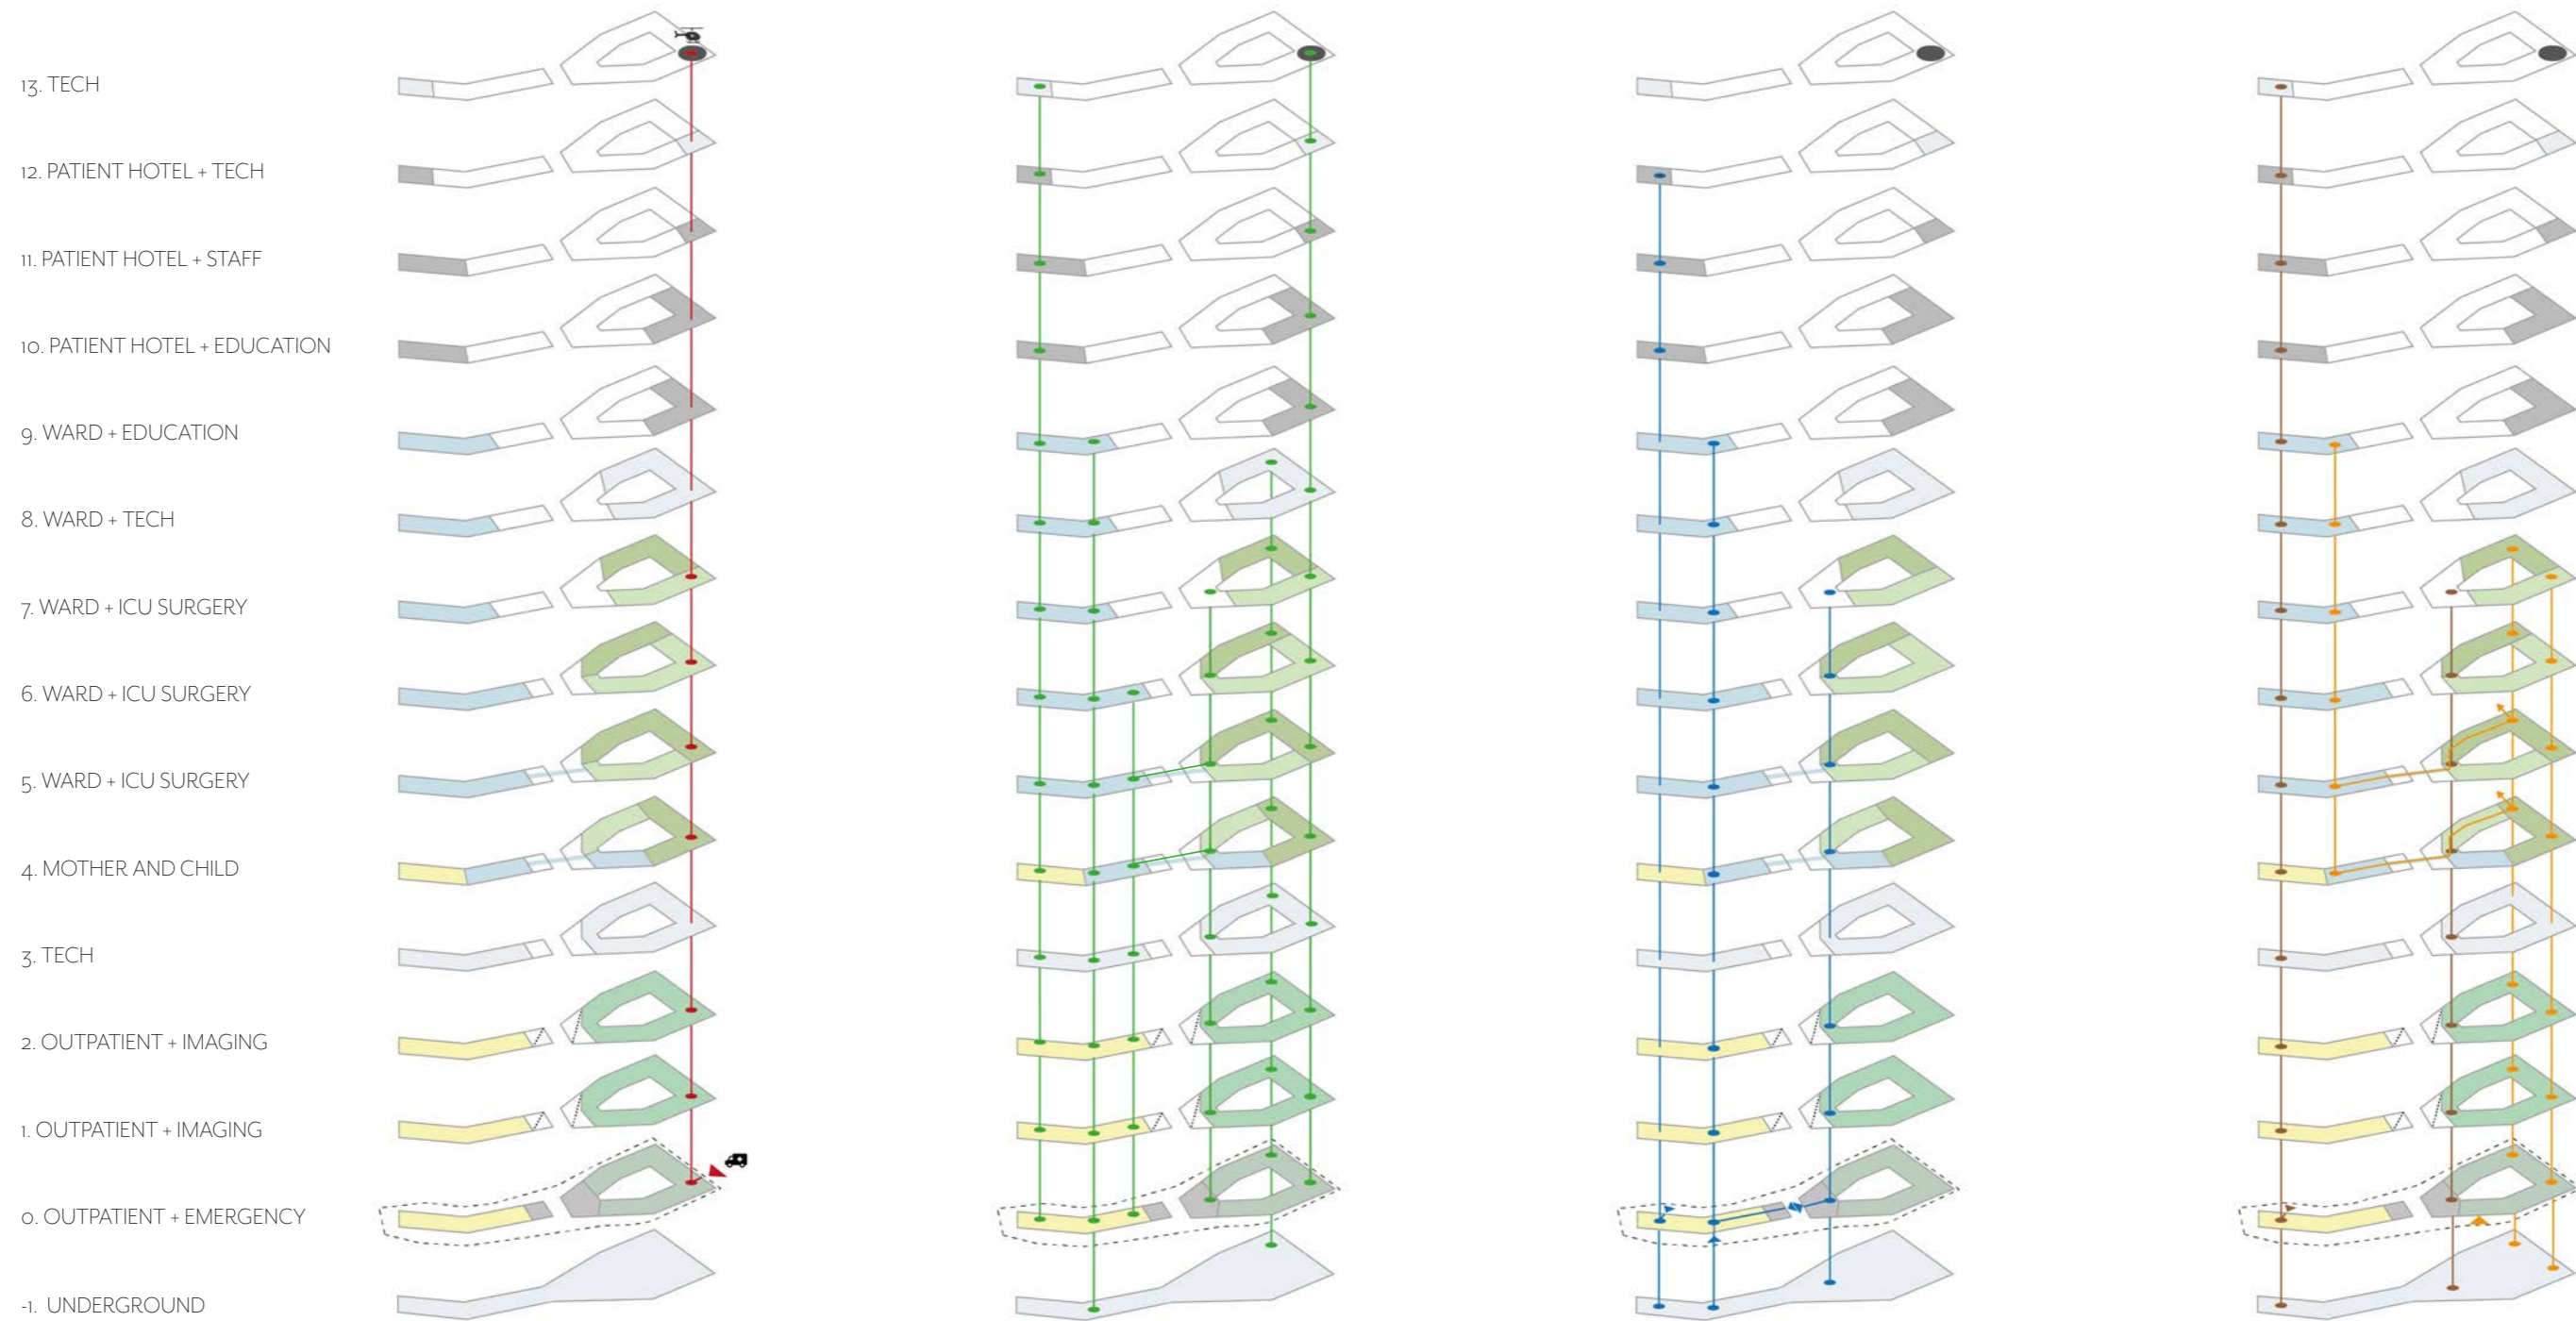 13. TECH
12. PATIENT HOTEL + TECH
11. PATIENT HOTEL + STAFF
10. PATIENT HOTEL + EDUCATION
9. WARD + EDUCATION
8. WARD + TECH
7. WARD + ICU SURGERY
6. WARD + ICU SURGERY
5. WARD + ICU SURGERY
4. MOTHER AND CHILD
3. TECH
2. OUTPATIENT + IMAGING
1. OUTPATIENT + IMAGING
0. OUTPATIENT + EMERGENCY
-1. UNDERGROUND